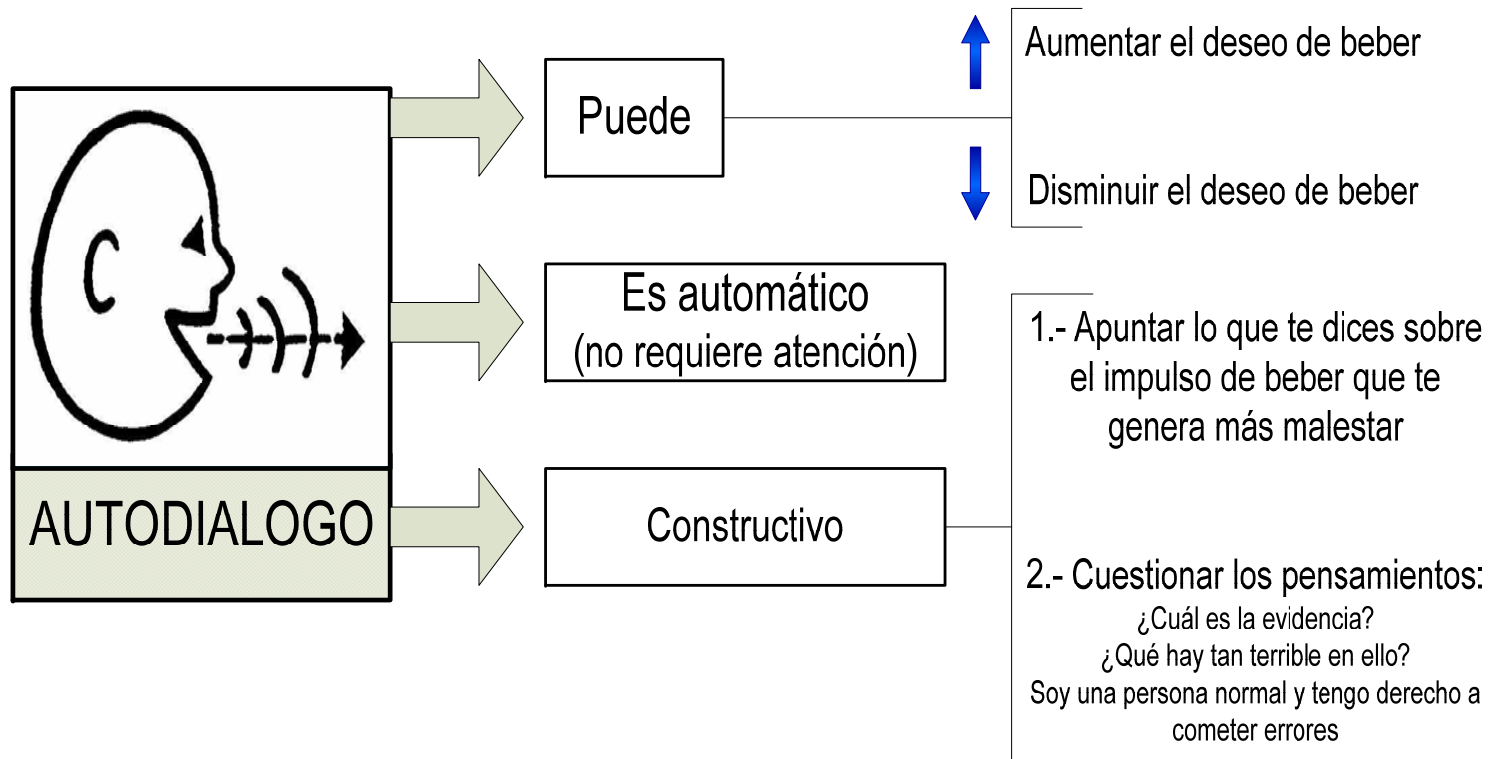 AUTODIALOGO
Puede
Aumentar el deseo de beber
Disminuir el deseo de beber
Es automático
(no requiere atención)
Constructivo
1.- Apuntar lo que te dices sobre
el impulso de beber que te
genera más malestar
2.- Cuestionar los pensamientos:
¿Cuál es la evidencia?
¿Qué hay tan terrible en ello?
Soy una persona normal y tengo derecho a
cometer errores